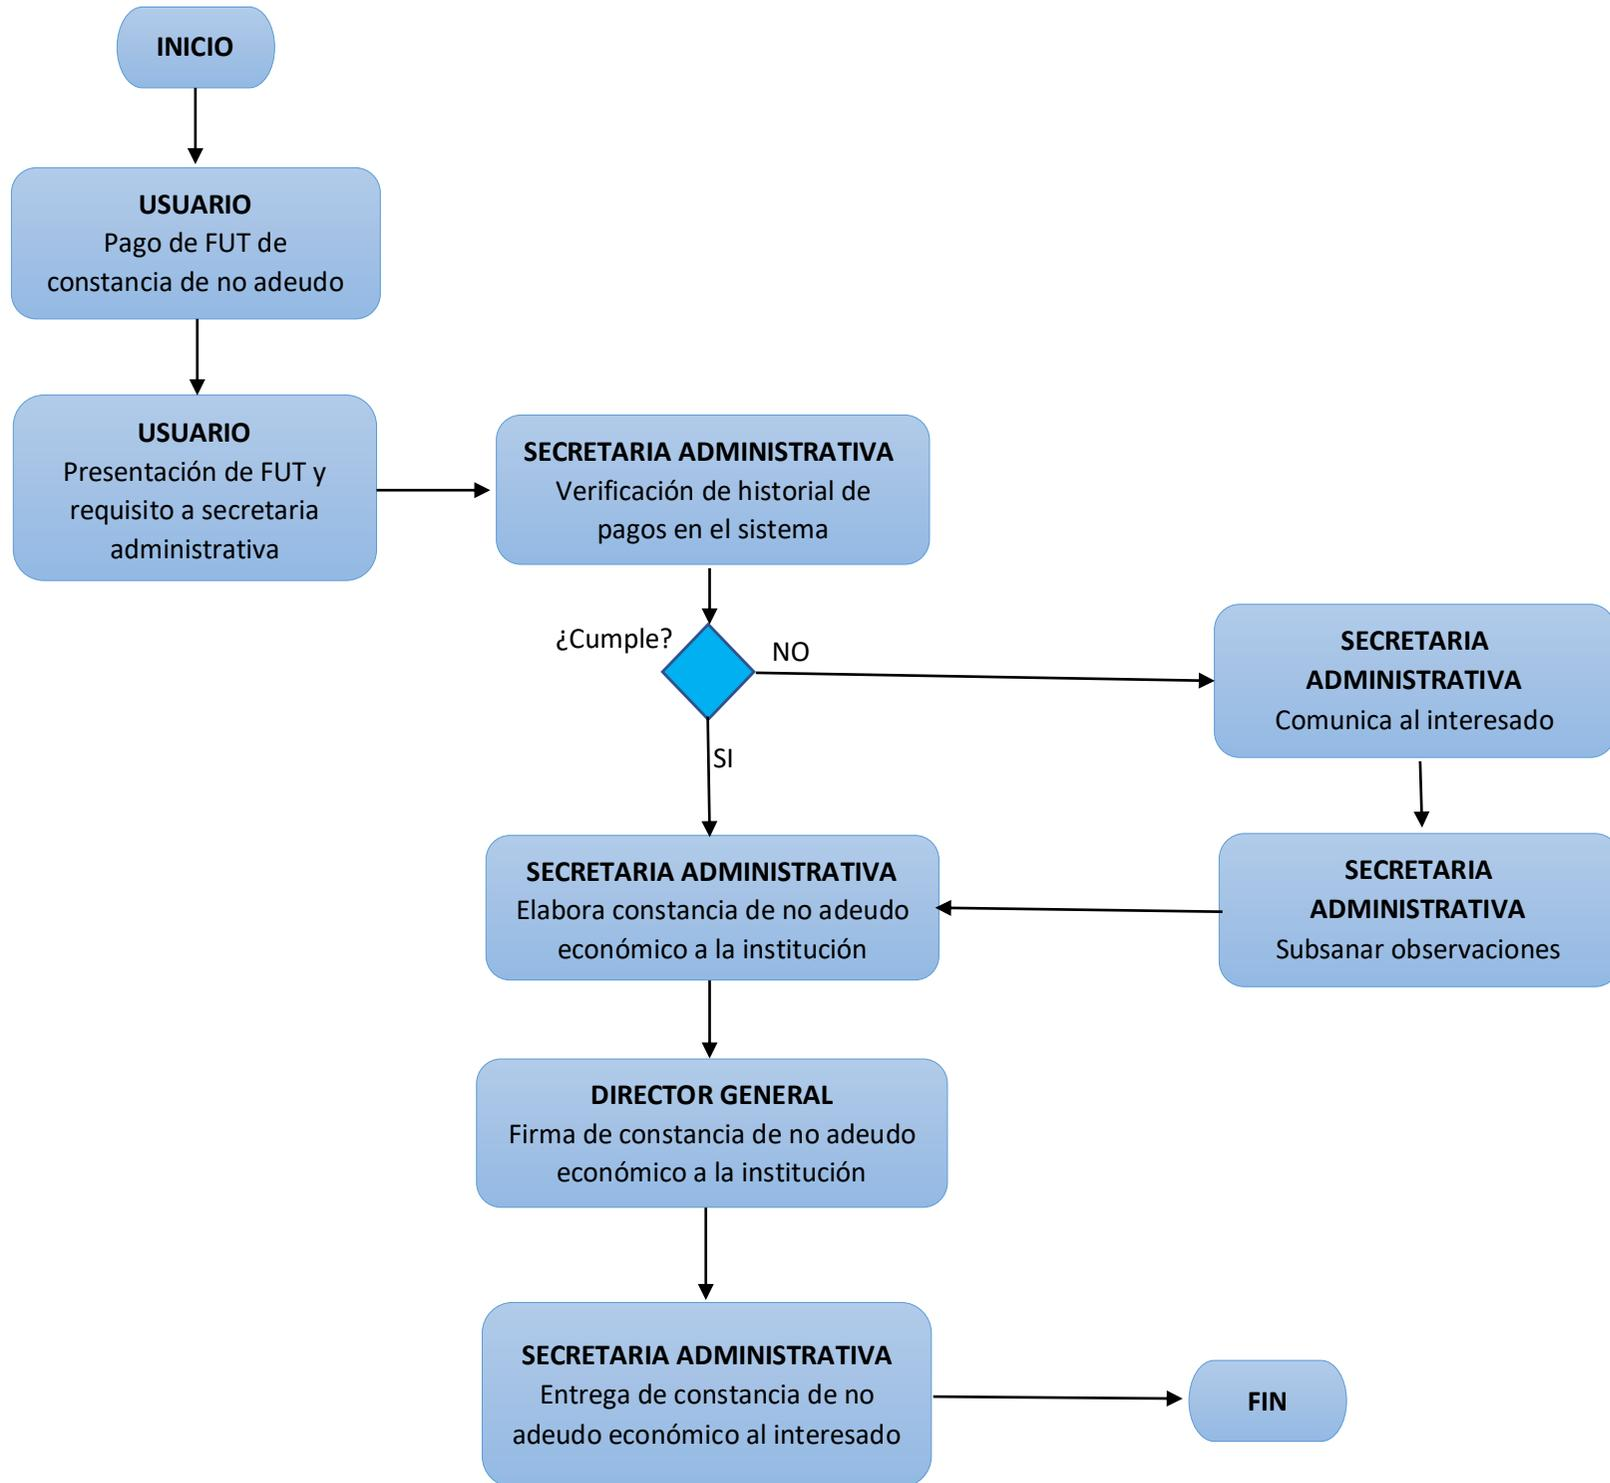 INICIO
USUARIO
Pago de FUT de
constancia de no adeudo
USUARIO
Presentación de FUT y
requisito a secretaria
administrativa
SECRETARIA ADMINISTRATIVA
Verificación de historial de
pagos en el sistema
¿Cumple?
NO
SECRETARIA
ADMINISTRATIVA
Comunica al interesado
SI
SECRETARIA
ADMINISTRATIVA
Subsanar observaciones
SECRETARIA ADMINISTRATIVA
Elabora constancia de no adeudo
económico a la institución
DIRECTOR GENERAL
Firma de constancia de no adeudo
económico a la institución
SECRETARIA ADMINISTRATIVA
Entrega de constancia de no
adeudo económico al interesado
FIN